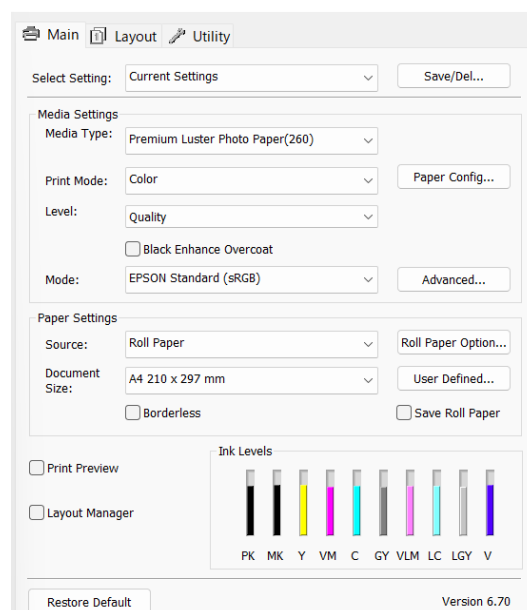 Main Layout Utility
Select Setting: Current Settings Save/Del...
Media Settings
Media Type: Premium Luster Photo Paper(260)
Print Mode: Color Paper Config...
Level: Quality
Black Enhance Overcoat
Mode: EPSON Standard (sRGB) Advanced...
Paper Settings
Source: Roll Paper Roll Paper Option...
Document
Size: A4 210 x 297 mm User Defined...
Borderless Save Roll Paper
Ink Levels
Print Preview
Layout Manager
PK MK Y VM C GY VLM LC LGY V
Restore Default Version 6.70